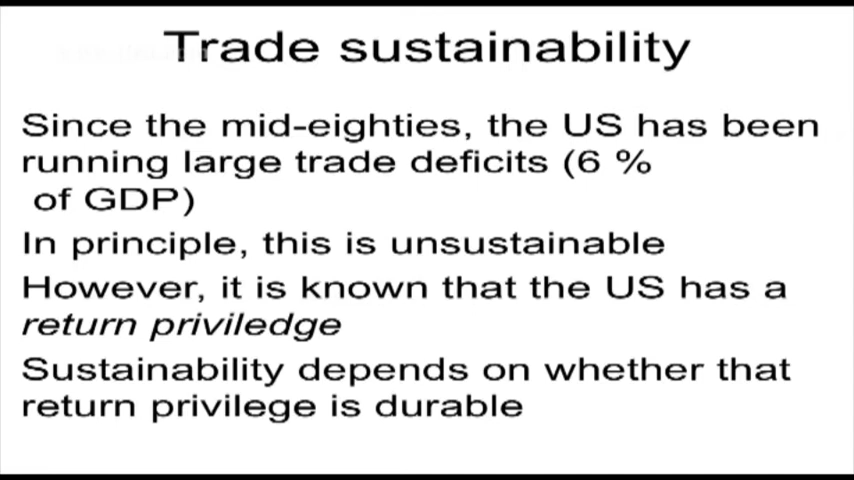 Trade sustainability
Since the mid-eighties, the US has been
running large trade deficits (6 %
of GDP)
In principle, this is unsustainable
However, it is known that the US has a
return priviledge
Sustainability depends on whether that
return privilege is durable